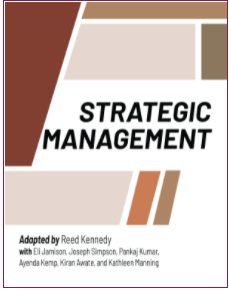 STRATEGIC
MANAGEMENT
Adapted by Reed Kennedy
with Eli Jamison, Joseph Simpson, Pankaj Kumar,
Ayenda Kemp, Kiran Awate, and Kathleen Manning